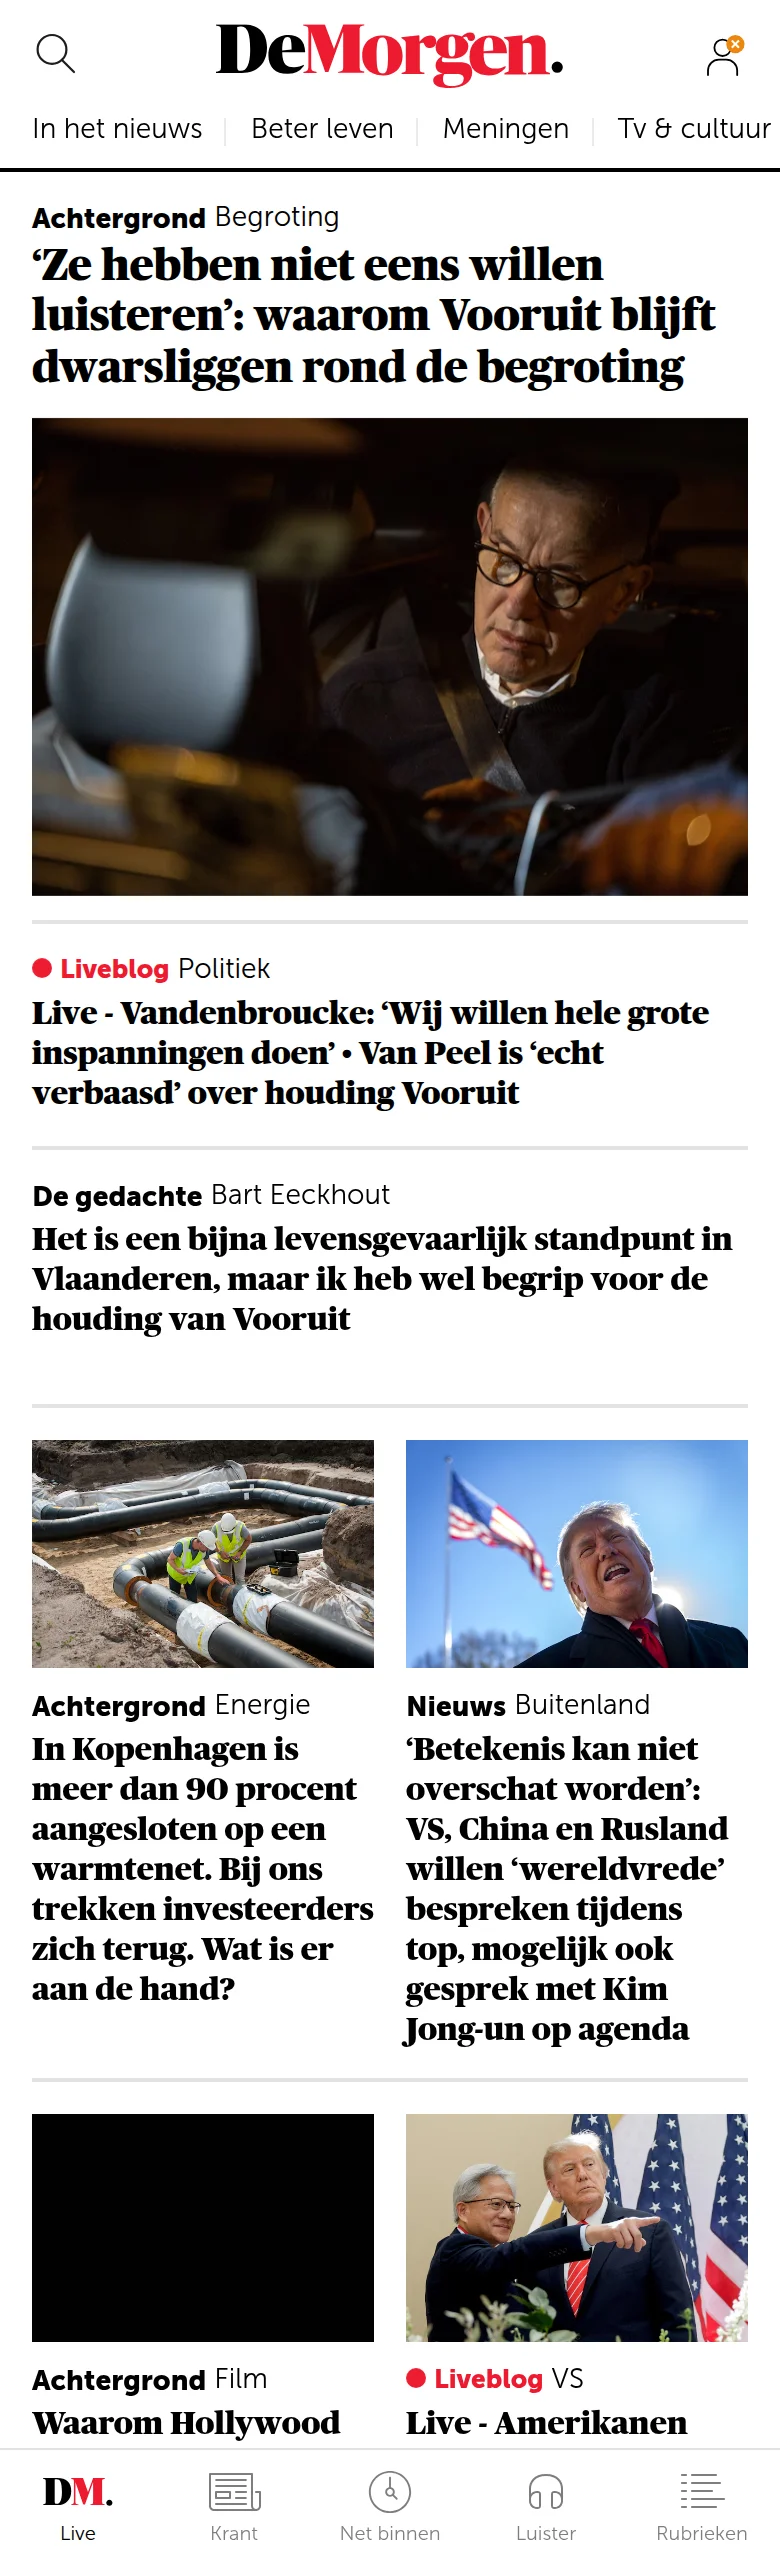 DeMorgen.
In het nieuws
Beter leven
Meningen
Tv & cultuur
Achtergrond Begroting
‘Ze hebben niet eens willen
luisteren’: waarom Vooruit blijft
dwarsliggen rond de begroting
Liveblog Politiek
Live - Vandenbroucke: ‘Wij willen hele grote
inspanningen doen’ • Van Peel is ‘echt
verbaasd’ over houding Vooruit
De gedachte Bart Eeckhout
Het is een bijna levensgevaarlijk standpunt in
Vlaanderen, maar ik heb wel begrip voor de
houding van Vooruit
Achtergrond Energie
In Kopenhagen is
meer dan 90 procent
aangesloten op een
warmtenet. Bij ons
trekken investeerders
zich terug. Wat is er
aan de hand?
Nieuws Buitenland
‘Betekenis kan niet
overschat worden’:
VS, China en Rusland
willen ‘wereldvrede’
bespreken tijdens
top, mogelijk ook
gesprek met Kim
Jong-un op agenda
Achtergrond Film
Waarom Hollywood
Liveblog VS
Live - Amerikanen
DM.
Live
Krant
Net binnen
Luister
Rubrieken